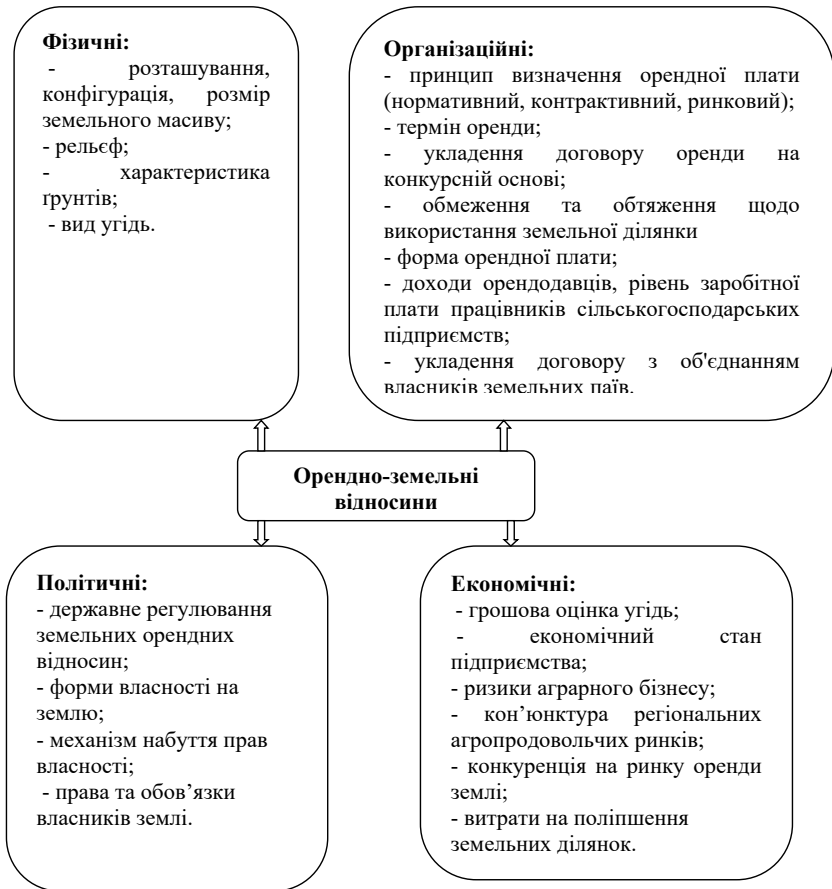 Фізичні:
- розташування,
конфігурація, розмір
земельного масиву;
- рельєф;
- характеристика
ґрунтів;
- вид угідь.
Організаційні:
- принцип визначення орендної плати
(нормативний, контрактивний, ринковий);
- термін оренди;
- укладення договору оренди на
конкурсній основі;
- обмеження та обтяження щодо
використання земельної ділянки
- форма орендної плати;
- доходи орендодавців, рівень заробітної
плати працівників сільськогосподарських
підприємств;
- укладення договору з об'єднанням
власників земельних паїв.
Орендно-земельні
відносини
Політичні:
- державне регулювання
земельних орендних
відносин;
- форми власності на
землю;
- механізм набуття прав
власності;
- права та обов’язки
власників землі.
Економічні:
- грошова оцінка угідь;
- економічний стан
підприємства;
- ризики аграрного бізнесу;
- кон’юнктура регіональних
агропродовольчих ринків;
- конкуренція на ринку оренди
землі;
- витрати на поліпшення
земельних ділянок.